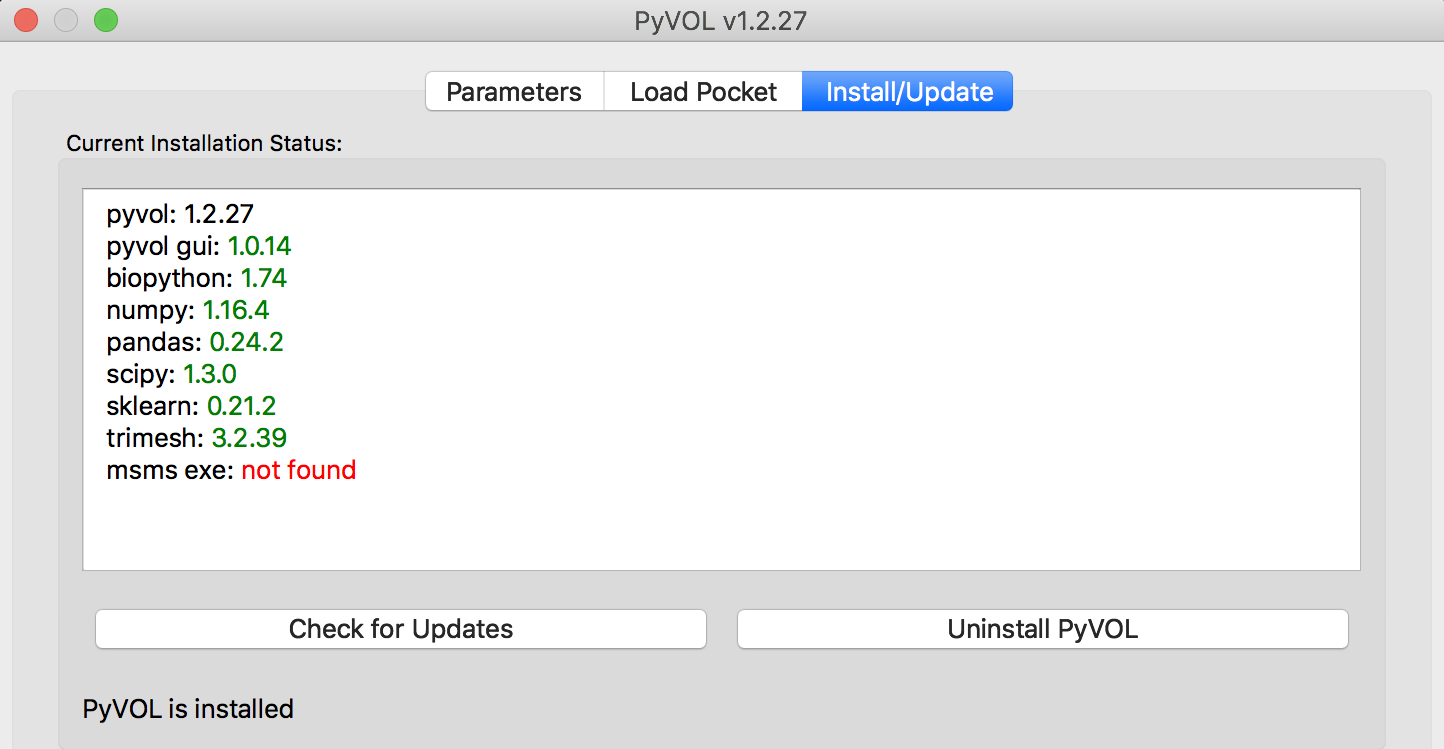 PyVOL v1.2.27
Parameters Load Pocket Install/Update
Current Installation Status:
pyvol: 1.2.27
pyvol gui: 1.0.14
biopython: 1.74
numpy: 1.16.4
pandas: 0.24.2
scipy: 1.3.0
sklearn: 0.21.2
trimesh: 3.2.39
msms exe: not found
Check for Updates Uninstall PyVOL
PyVOL is installed